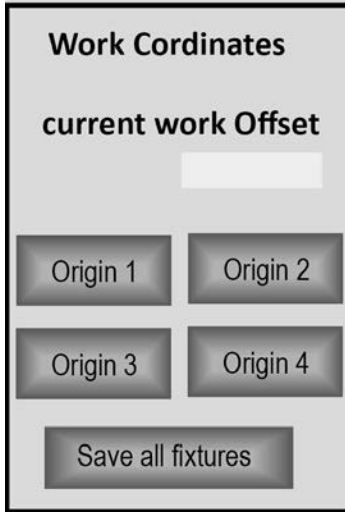 Work Cordinates
current work Offset
Origin 1
Origin 2
Origin 3
Origin 4
Save all fixtures